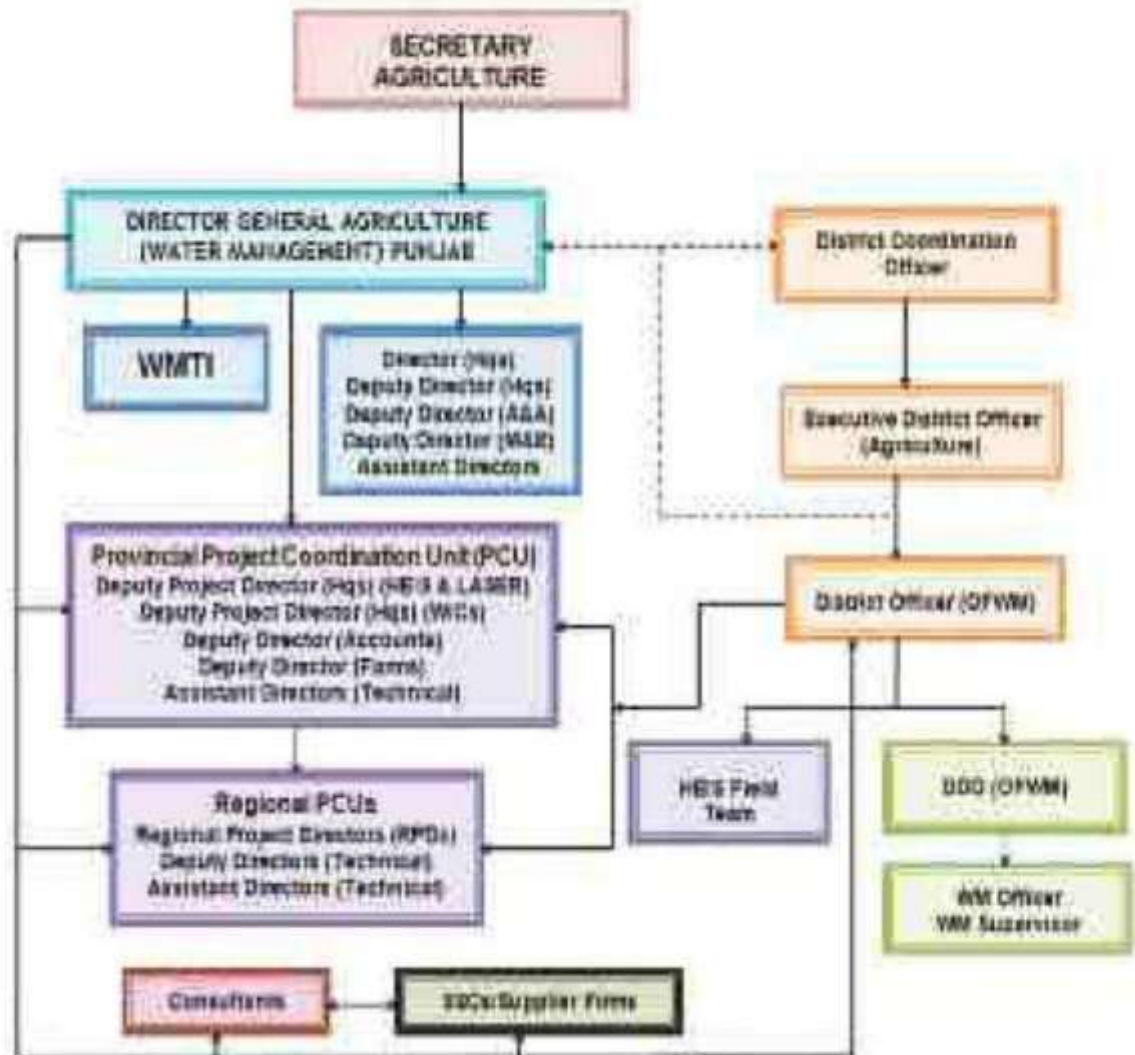 SECRETARY
AGRICULTURE
DIRECTOR GENERAL AGRICULTURE
(WATER MANAGEMENT) PUNJAB
District Coordination
Officer
WMTI
Director (Hqs)
Deputy Director (Hqs)
Deputy Director (A&A)
Deputy Director (M&E)
Assistant Directors
Executive District Officer
(Agriculture)
Provincial Project Coordination Unit (PCU)
Deputy Project Director (Hqs) (HEIS & LASER)
Deputy Project Director (Hqs) (WCs)
Deputy Director (Accounts)
Deputy Director (Farms)
Assistant Directors (Technical)
District Officer (OFWM)
Regional PCUs
Regional Project Directors (RPDs)
Deputy Directors (Technical)
Assistant Directors (Technical)
HEIS Field
Team
(OFWM)
WM Officer
WM Supervisor
Consultants
Supplier Firms